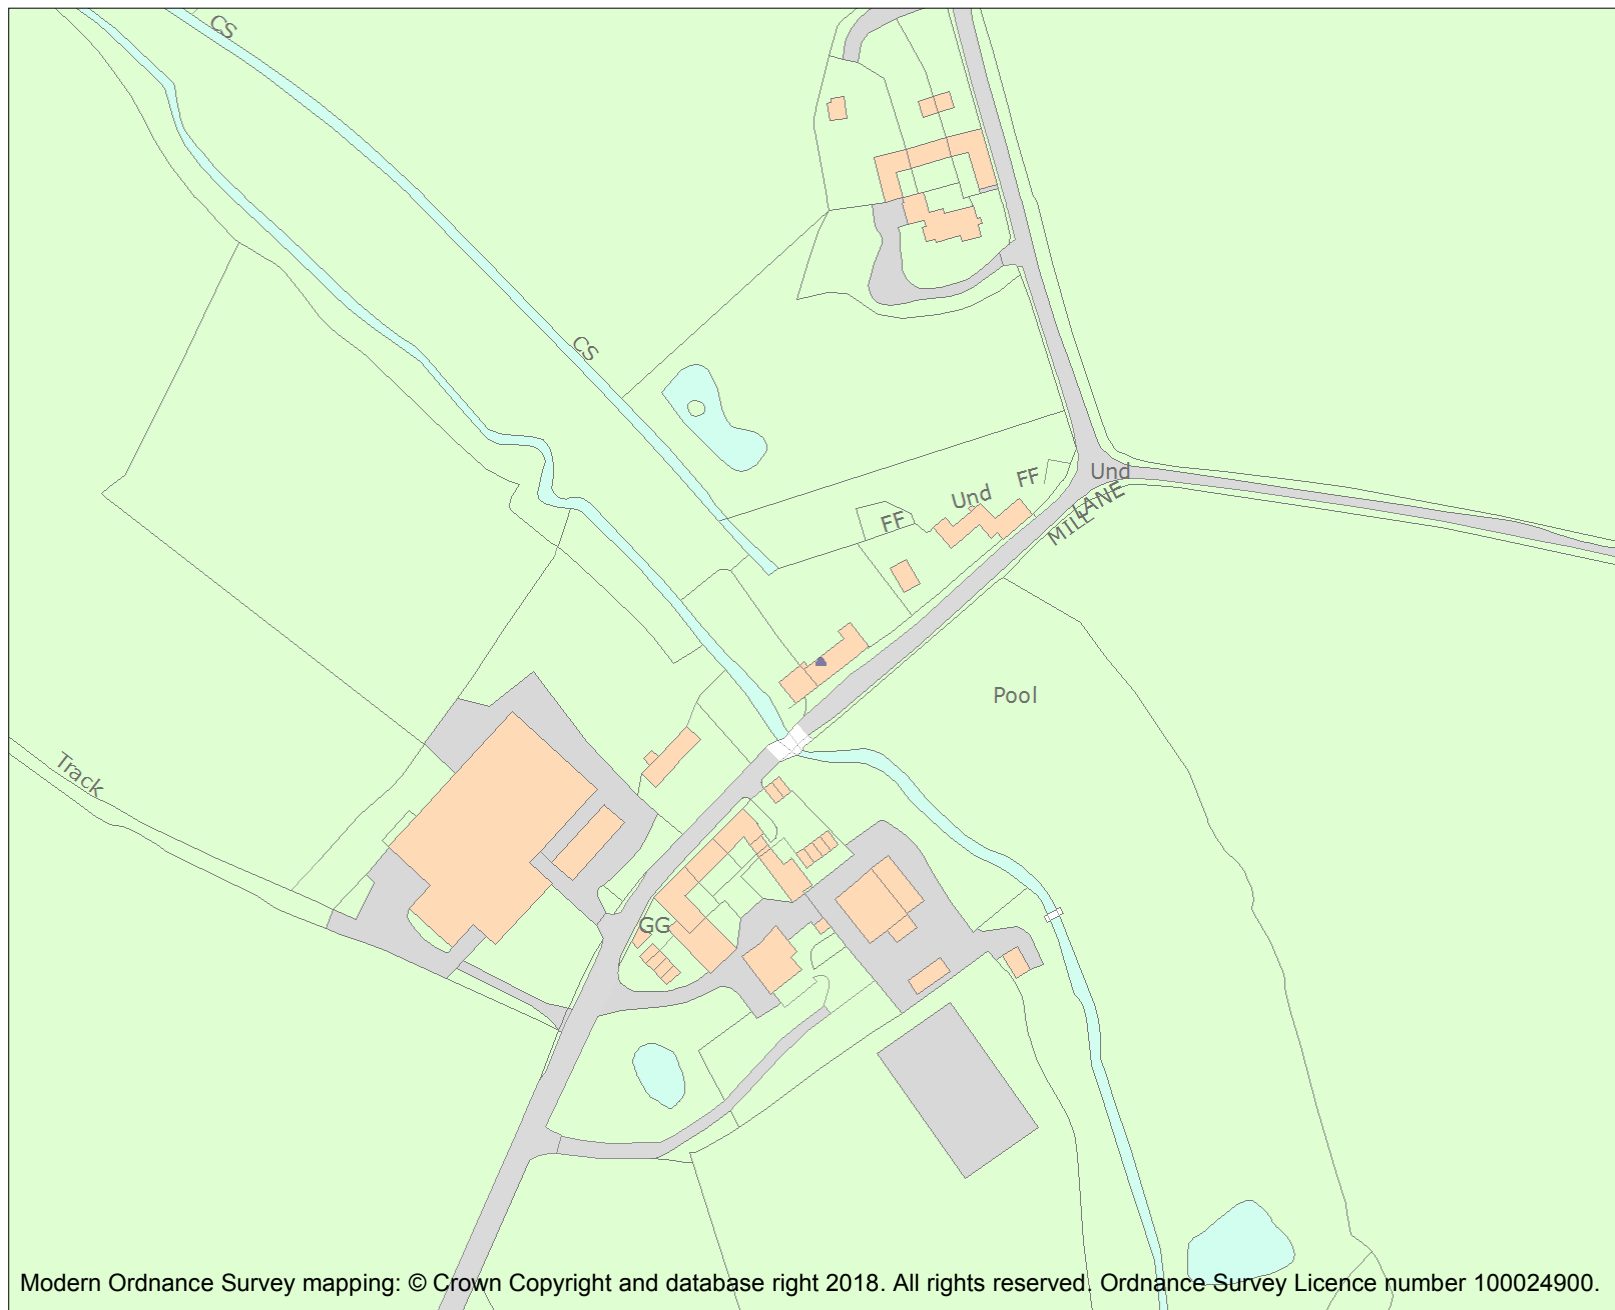 CS
CS
Und
FF
Und
FF
MILL LANE
Pool
Track
GG
Modern Ordnance Survey mapping: © Crown Copyright and database right 2018. All rights reserved. Ordnance Survey Licence number 100024900.